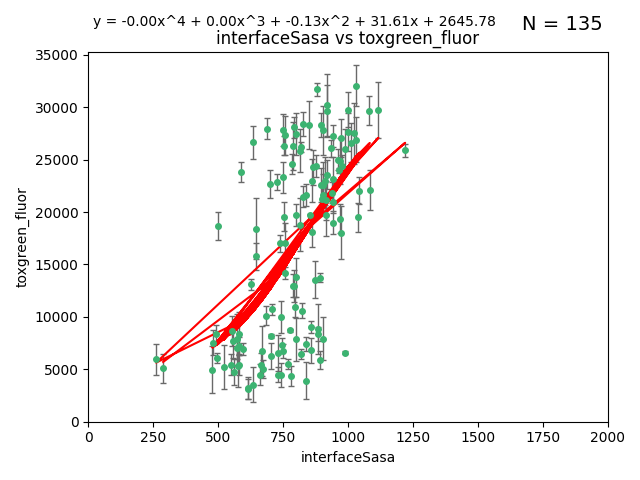 y = -0.00x^4 + 0.00x^3 + -0.13x^2 + 31.61x + 2645.78
N = 135
interfaceSasa vs toxgreen_fluor
35000
30000
25000
20000
15000
10000
5000
0
toxgreen_fluor
0 250 500 750 1000 1250 1500 1750 2000
interfaceSasa